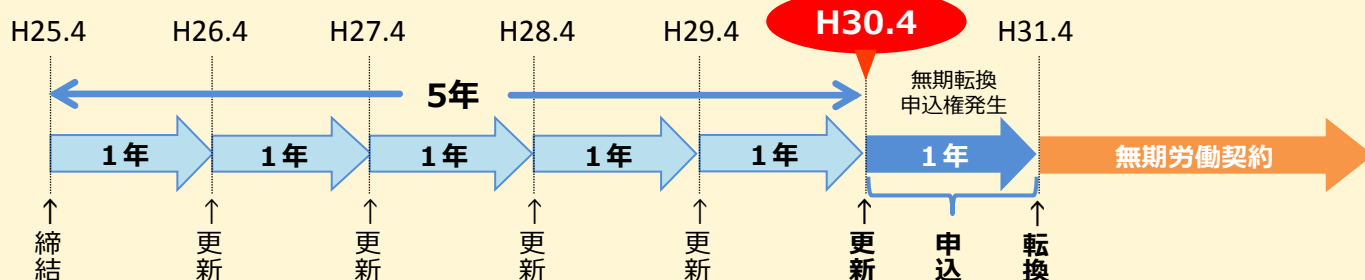 H25.4
H26.4
H27.4
H28.4
H29.4
H30.4
H31.4
5年
無期転換
申込権発生
1年
1年
1年
1年
1年
1年
無期労働契約
↑
締結
↑
更新
↑
更新
↑
更新
↑
更新
↑
更新
申込
↑
転換